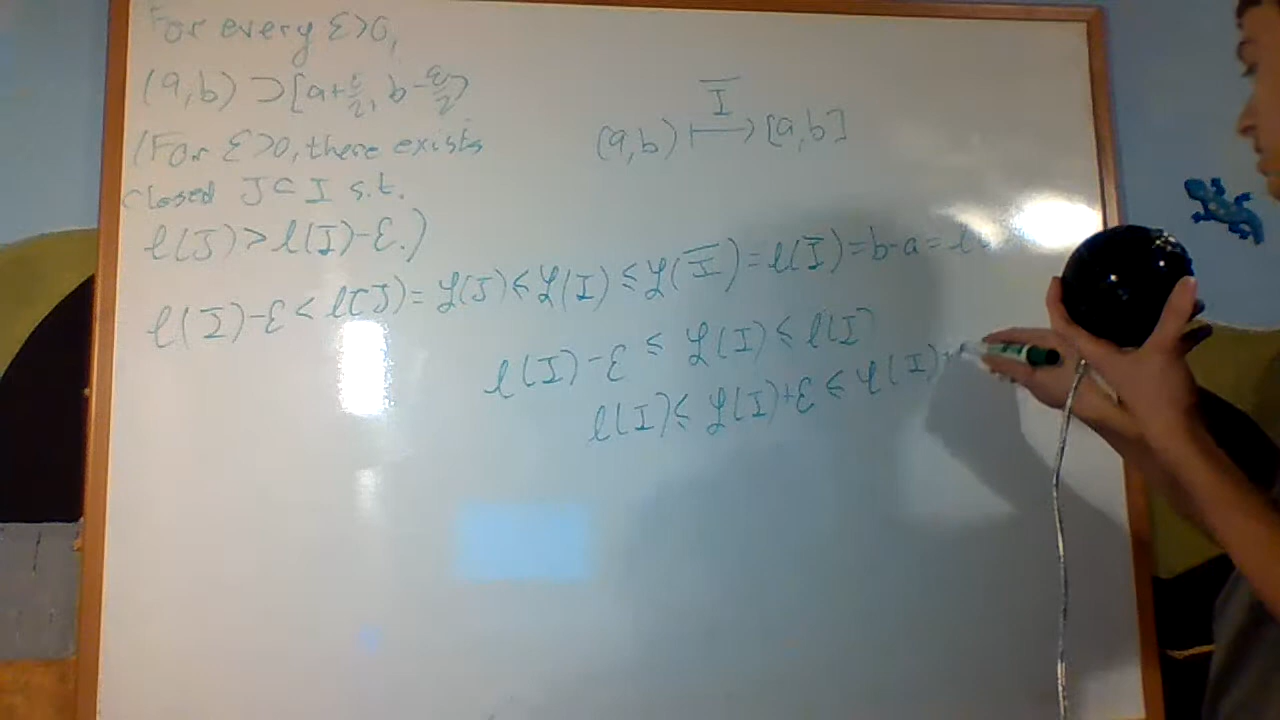 For every ε>0,
(a,b) ⊃ [a+ε/2, b-ε/2]
(For ε>0, there exists
closed J⊂I s.t.
l(J) > l(I)-ε.)
(a,b) ⟼ [a,b]
Ī
l(I)-ε < l(J) = ℒ(J) ≤ ℒ(I) ≤ ℒ(Ī) = l(Ī) = b-a =
l(I)-ε ≤ ℒ(I) ≤ l(I)
l(I) ≤ ℒ(I)+ε ≤ l(I)+